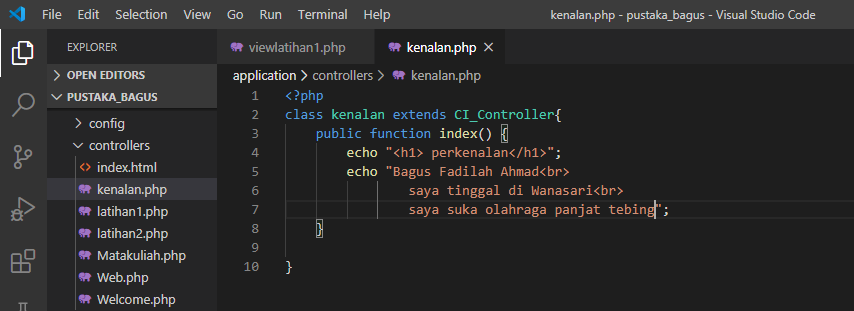 File Edit Selection View Go Run Terminal Help kenalan.php - pustaka_bagus - Visual Studio Code
EXPLORER
OPEN EDITORS
PUSTAKA_BAGUS
config
controllers
<> index.html
kenalan.php
latihan1.php
latihan2.php
Matakuliah.php
Web.php
Welcome.php
viewlatihan1.php kenalan.php
application > controllers > kenalan.php
1 <?php
2 class kenalan extends CI_Controller{
3 public function index() {
4 echo "<h1> perkenalan</h1>";
5 echo "Bagus Fadilah Ahmad<br>
6 saya tinggal di Wanasari<br>
7 saya suka olahraga panjat tebing";
8 }
9
10 }